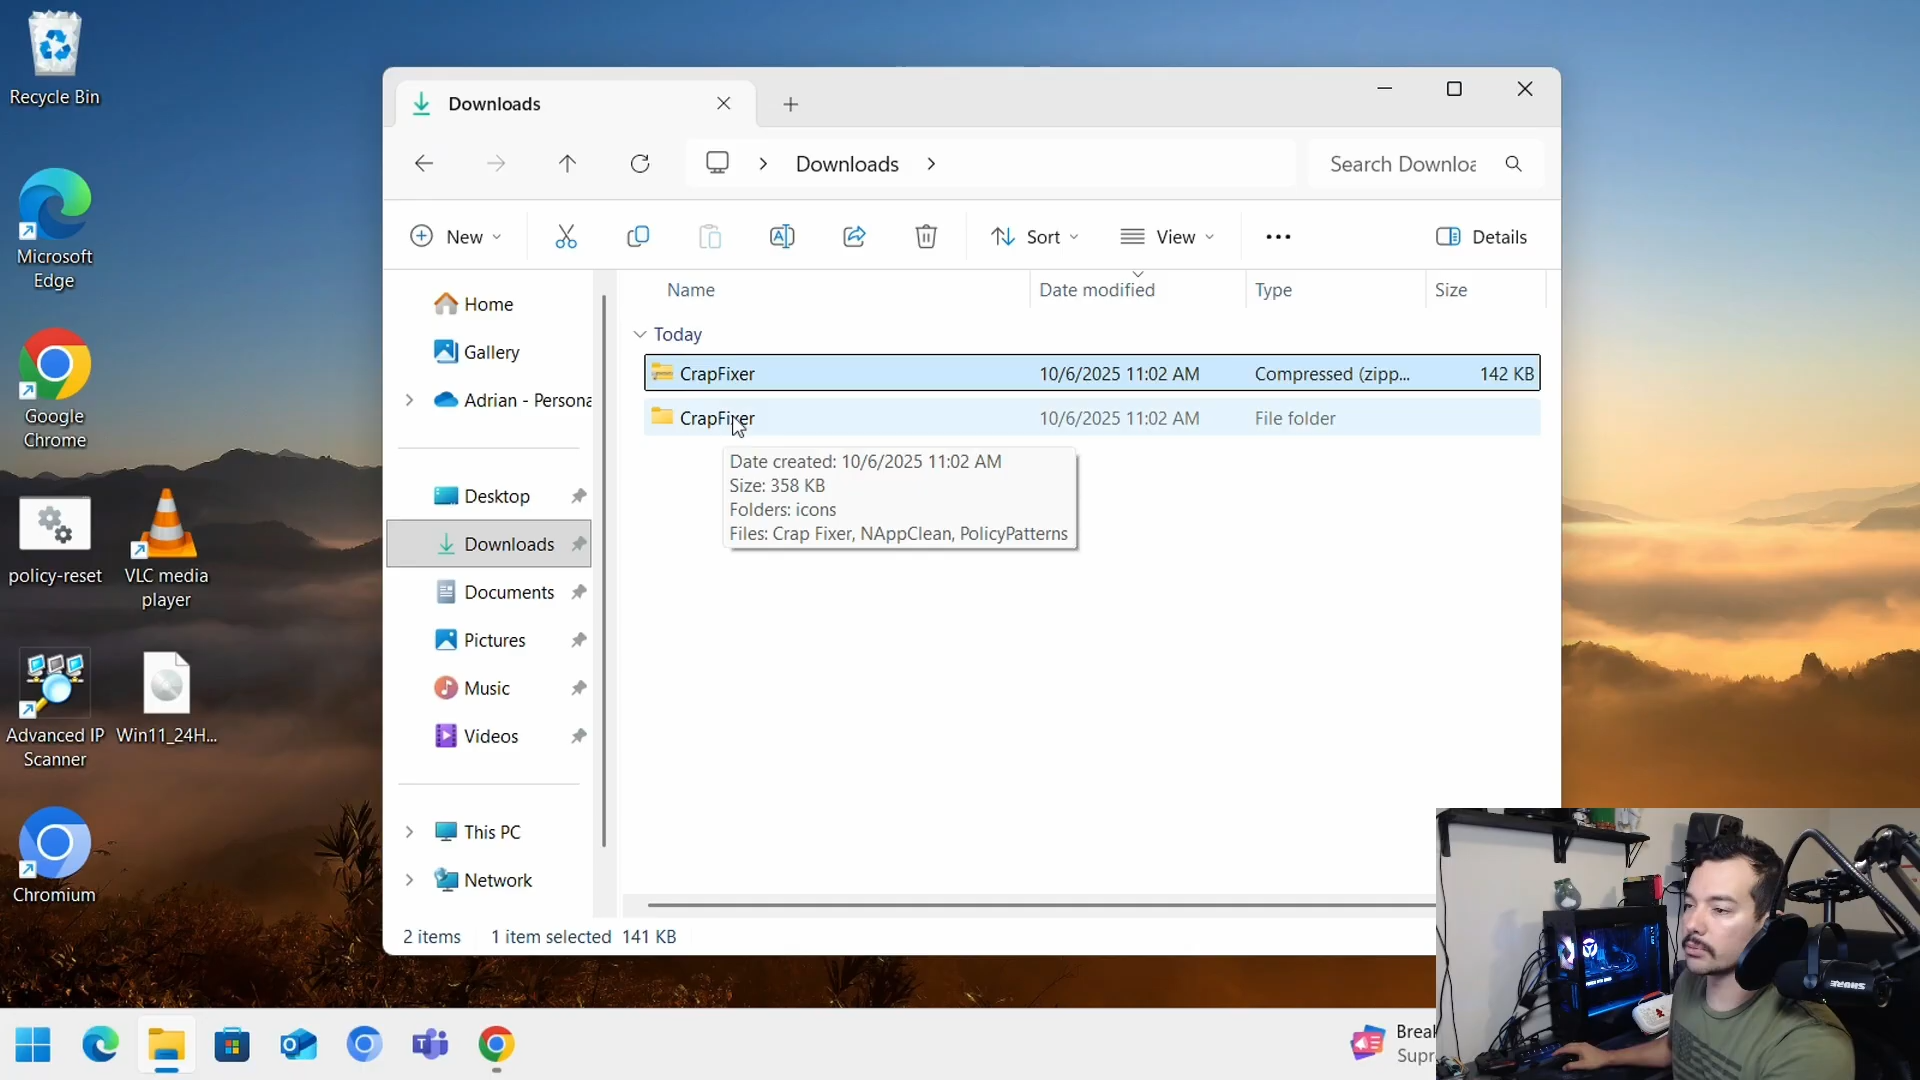 Recycle Bin
Microsoft
Edge
Google
Chrome
policy-reset
VLC media
player
Advanced IP
Scanner
Win11_24H...
Chromium
Downloads
Downloads
Search Downloa
New
Sort
View
Details
Home
Gallery
Adrian - Persona
Desktop
Downloads
Documents
Pictures
Music
Videos
This PC
Network
Name
Date modified
Type
Size
Today
CrapFixer
10/6/2025 11:02 AM
Compressed (zipp...
142 KB
CrapFixer
10/6/2025 11:02 AM
File folder
Date created: 10/6/2025 11:02 AM
Size: 358 KB
Folders: icons
Files: Crap Fixer, NAppClean, PolicyPatterns
2 items
1 item selected 141 KB
Break
Supr
SHURE